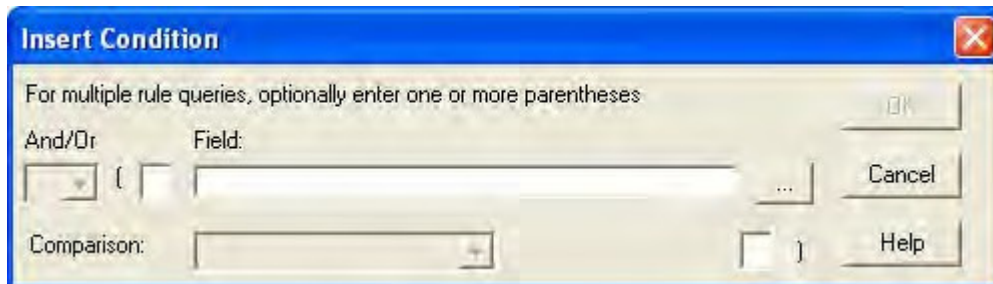 Insert Condition
For multiple rule queries, optionally enter one or more parentheses
OK
And/Or Field:
( ... Cancel
Comparison: ) Help